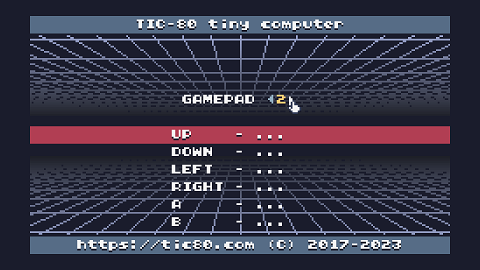 TIC-80 tiny computer
GAMEPAD 2
UP - ...
DOWN - ...
LEFT - ...
RIGHT - ...
A - ...
B - ...
https://tic80.com (C) 2017-2023